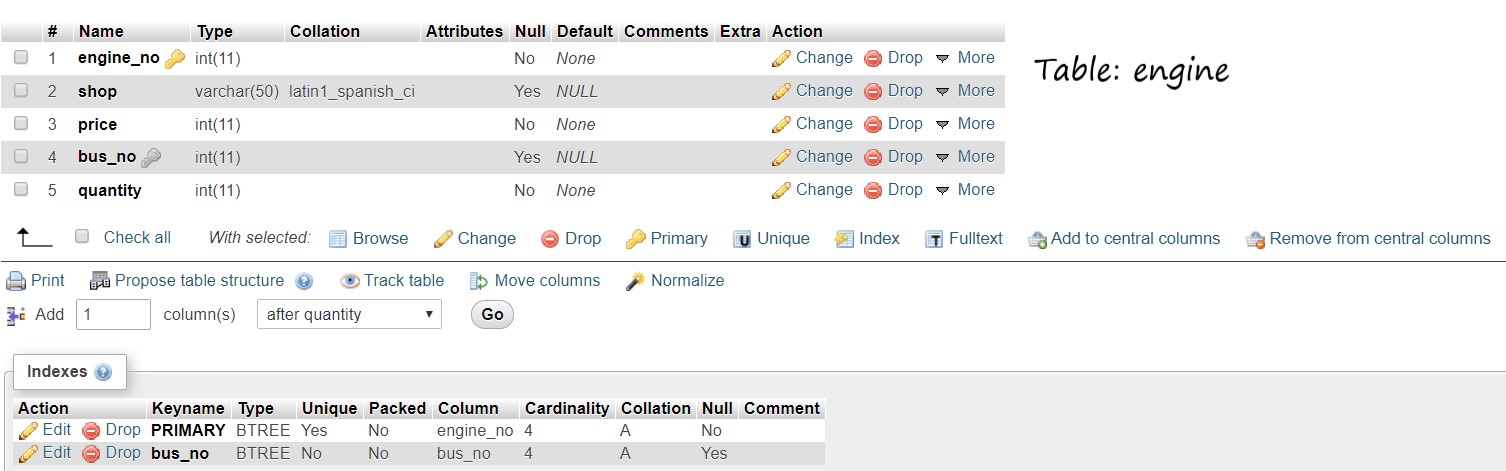 # Name Type Collation Attributes Null Default Comments Extra Action
1 engine_no int(11) No None Change Drop More
Table: engine
2 shop varchar(50) latin1_spanish_ci Yes NULL Change Drop More
3 price int(11) No None Change Drop More
4 bus_no int(11) Yes NULL Change Drop More
5 quantity int(11) No None Change Drop More
Check all With selected: Browse Change Drop Primary Unique Index Fulltext Add to central columns Remove from central columns
Print Propose table structure Track table Move columns Normalize
Add 1 column(s) after quantity Go
Indexes
Action Keyname Type Unique Packed Column Cardinality Collation Null Comment
Edit Drop PRIMARY BTREE Yes No engine_no 4 A No
Edit Drop bus_no BTREE No No bus_no 4 A Yes